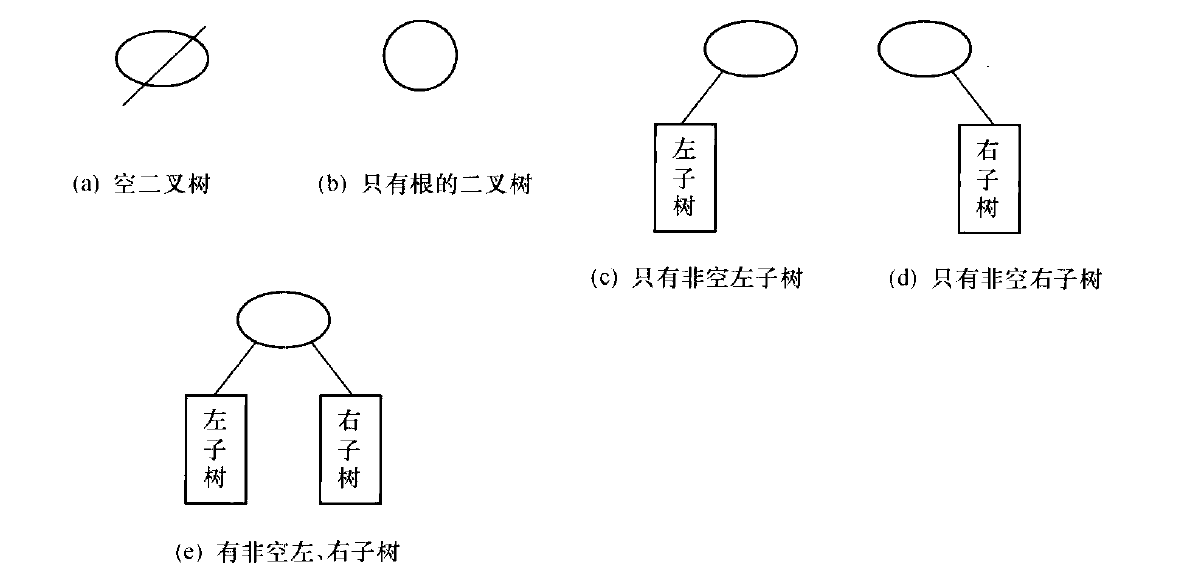 左
子
树
右
子
树
(a) 空二叉树
(b) 只有根的二叉树
(c) 只有非空左子树
(d) 只有非空右子树
左
子
树
右
子
树
(e) 有非空左、右子树